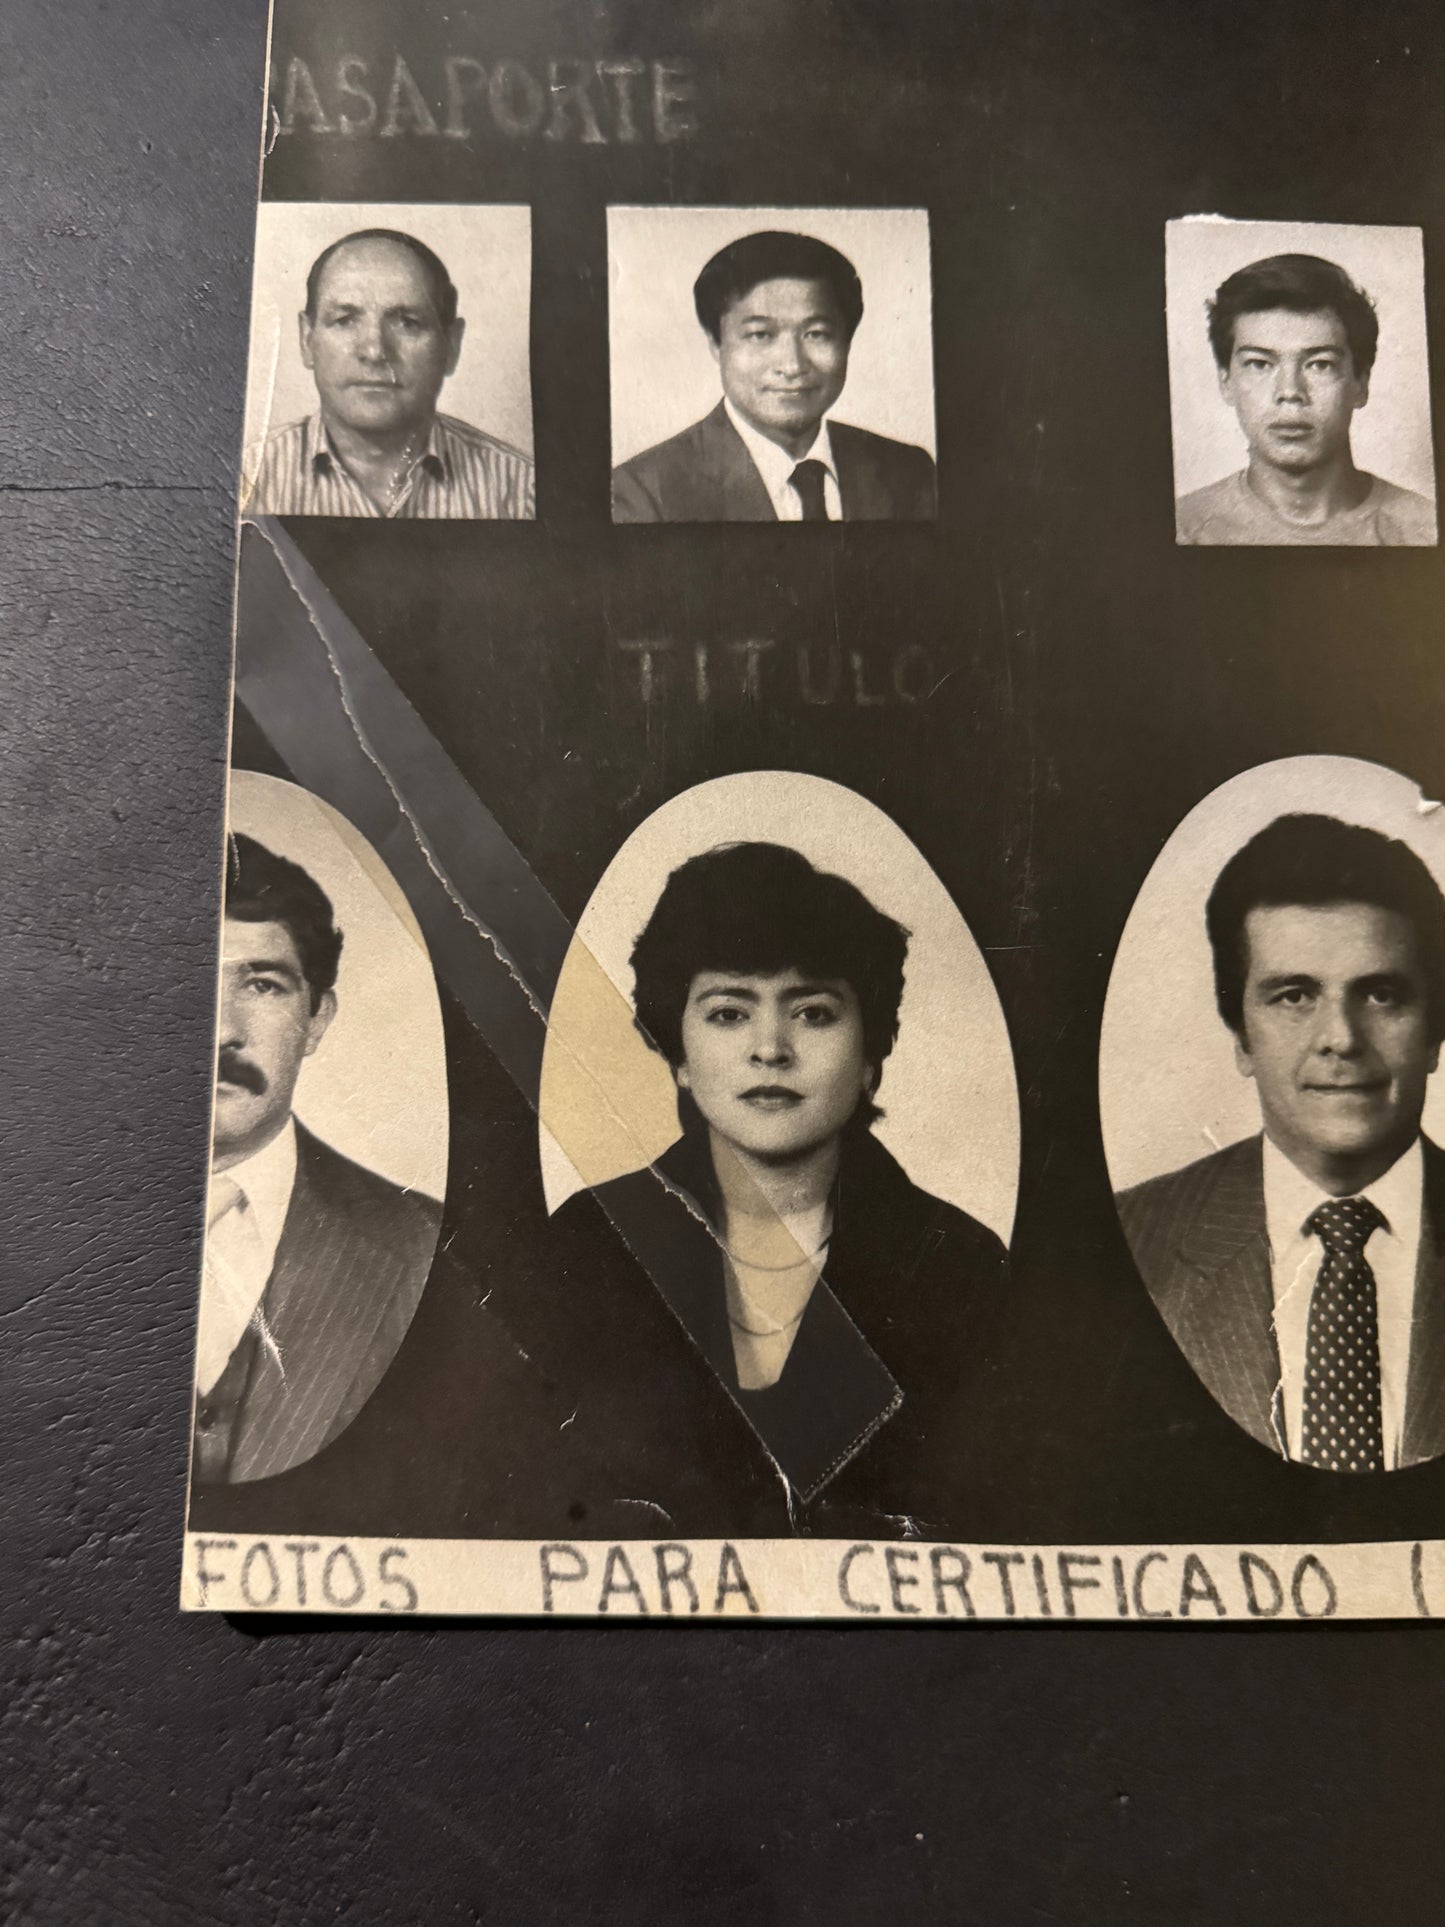 ASAPORTE
TITULO
FOTOS PARA CERTIFICADO (